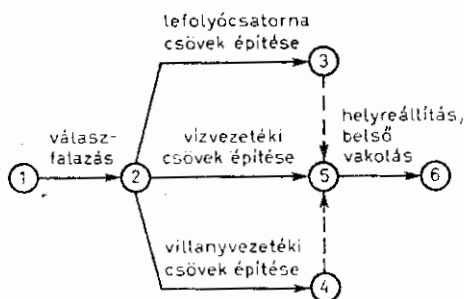 lefolyócsatorna
csövek építése
3
helyreállítás,
belső
vakolás
válasz-
falazás
vízvezetéki
csövek építése
1
2
5
6
villanyvezetéki
csövek építése
4